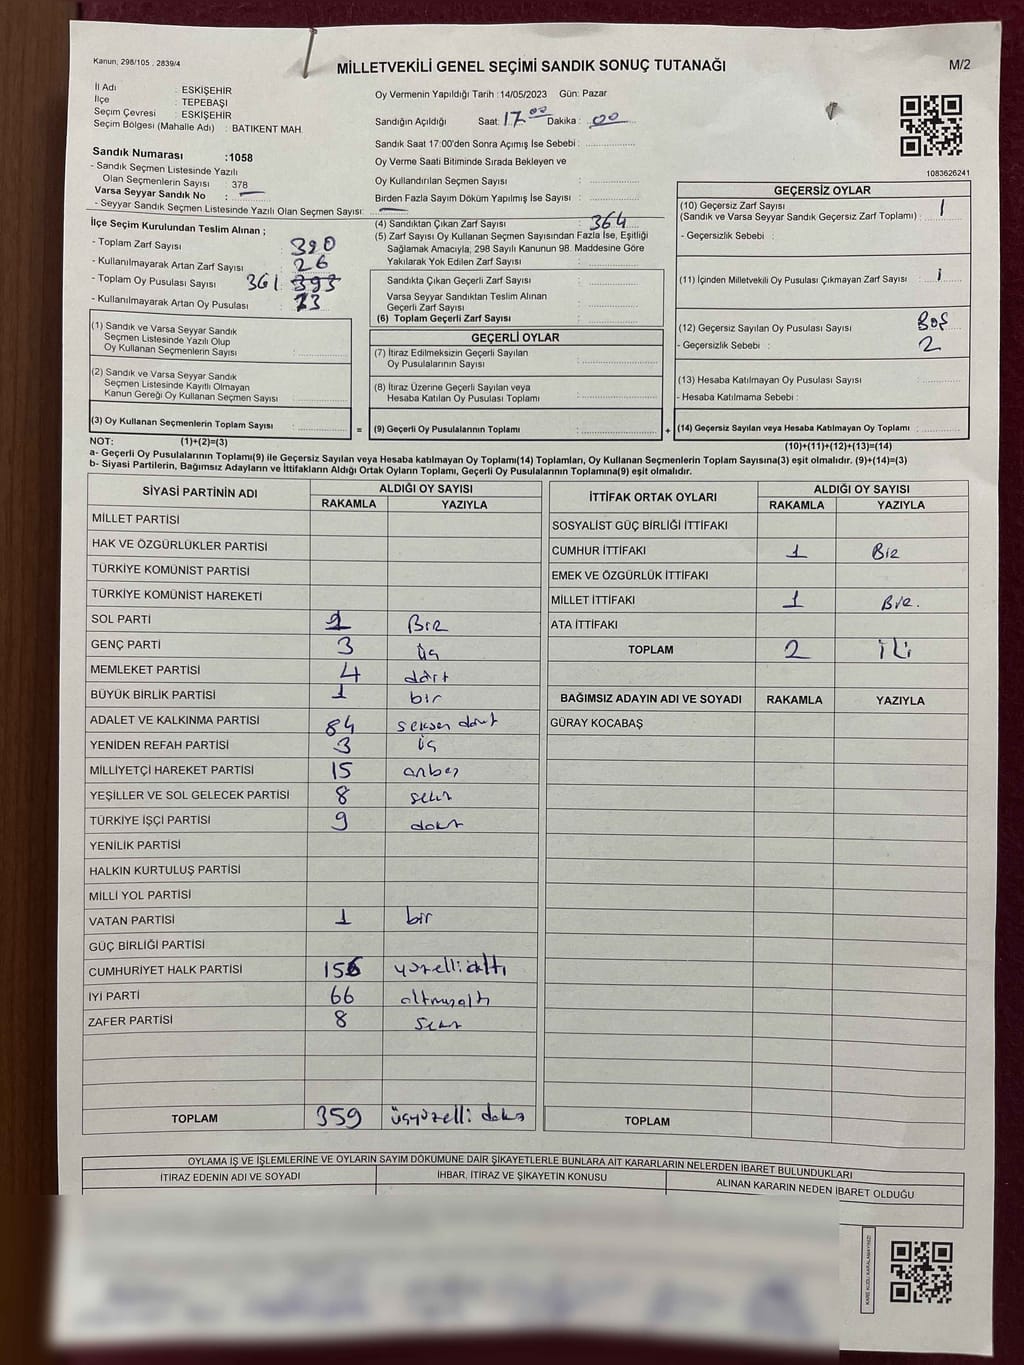 Kanun, 298/105 , 2839/4
MİLLETVEKİLİ GENEL SEÇİMİ SANDIK SONUÇ TUTANAĞI
M/2
İl Adı : ESKİŞEHİR
İlçe : TEPEBAŞI
Seçim Çevresi : ESKİŞEHİR
Seçim Bölgesi (Mahalle Adı) : BATIKENT MAH.
Sandık Numarası :1058
- Sandık Seçmen Listesinde Yazılı
Olan Seçmenlerin Sayısı : 378
Varsa Seyyar Sandık No :
- Seyyar Sandık Seçmen Listesinde Yazılı Olan Seçmen Sayısı:
Oy Vermenin Yapıldığı Tarih :14/05/2023 Gün: Pazar
Sandığın Açıldığı Saat: 17.00 Dakika : 00
Sandık Saat 17:00'den Sonra Açımış İse Sebebi :
Oy Verme Saati Bitiminde Sırada Bekleyen ve
Oy Kullandırılan Seçmen Sayısı :
Birden Fazla Sayım Döküm Yapılmış İse Sayısı :
1083626241
İlçe Seçim Kurulundan Teslim Alınan ;
- Toplam Zarf Sayısı : 390
- Kullanılmayarak Artan Zarf Sayısı : 26
- Toplam Oy Pusulası Sayısı : 361 393
- Kullanılmayarak Artan Oy Pusulası : 23
(1) Sandık ve Varsa Seyyar Sandık
Seçmen Listesinde Yazılı Olup
Oy Kullanan Seçmenlerin Sayısı :
(2) Sandık ve Varsa Seyyar Sandık
Seçmen Listesinde Kayıtlı Olmayan
Kanun Gereği Oy Kullanan Seçmen Sayısı :
(3) Oy Kullanan Seçmenlerin Toplam Sayısı :
(4) Sandıktan Çıkan Zarf Sayısı : 364
(5) Zarf Sayısı Oy Kullanan Seçmen Sayısından Fazla İse, Eşitliği
Sağlamak Amacıyla, 298 Sayılı Kanunun 98. Maddesine Göre
Yakılarak Yok Edilen Zarf Sayısı :
Sandıkta Çıkan Geçerli Zarf Sayısı :
Varsa Seyyar Sandıktan Teslim Alınan
Geçerli Zarf Sayısı :
(6) Toplam Geçerli Zarf Sayısı :
GEÇERLİ OYLAR
(7) İtiraz Edilmeksizin Geçerli Sayılan
Oy Pusulalarının Sayısı :
(8) İtiraz Üzerine Geçerli Sayılan veya
Hesaba Katılan Oy Pusulası Toplamı :
= (9) Geçerli Oy Pusulalarının Toplamı :
GEÇERSİZ OYLAR
(10) Geçersiz Zarf Sayısı
(Sandık ve Varsa Seyyar Sandık Geçersiz Zarf Toplamı) : 1
- Geçersizlik Sebebi :
(11) İçinden Milletvekili Oy Pusulası Çıkmayan Zarf Sayısı : 1
(12) Geçersiz Sayılan Oy Pusulası Sayısı : Boş
- Geçersizlik Sebebi : 2
(13) Hesaba Katılmayan Oy Pusulası Sayısı :
- Hesaba Katılmama Sebebi :
+ (14) Geçersiz Sayılan veya Hesaba Katılmayan Oy Toplamı :
NOT: (1)+(2)=(3)
(10)+(11)+(12)+(13)=(14)
a- Geçerli Oy Pusulalarının Toplamı(9) ile Geçersiz Sayılan veya Hesaba katılmayan Oy Toplamı(14) Toplamları, Oy Kullanan Seçmenlerin Toplam Sayısına(3) eşit olmalıdır. (9)+(14)=(3)
b- Siyasi Partilerin, Bağımsız Adayların ve İttifakların Aldığı Ortak Oyların Toplamı, Geçerli Oy Pusulalarının Toplamına(9) eşit olmalıdır.
SİYASİ PARTİNİN ADI ALDIĞI OY SAYISI
RAKAMLA YAZIYLA
MİLLET PARTİSİ
HAK VE ÖZGÜRLÜKLER PARTİSİ
TÜRKİYE KOMÜNİST PARTİSİ
TÜRKİYE KOMÜNİST HAREKETİ
SOL PARTİ 1 Bir
GENÇ PARTİ 3 üç
MEMLEKET PARTİSİ 4 dört
BÜYÜK BİRLİK PARTİSİ 1 bir
ADALET VE KALKINMA PARTİSİ 84 seksen dört
YENİDEN REFAH PARTİSİ 3 üç
MİLLİYETÇİ HAREKET PARTİSİ 15 onbeş
YEŞİLLER VE SOL GELECEK PARTİSİ 8 sekiz
TÜRKİYE İŞÇİ PARTİSİ 9 dokuz
YENİLİK PARTİSİ
HALKIN KURTULUŞ PARTİSİ
MİLLİ YOL PARTİSİ
VATAN PARTİSİ 1 bir
GÜÇ BİRLİĞİ PARTİSİ
CUMHURİYET HALK PARTİSİ 156 yüzelli altı
İYİ PARTİ 66 altmışaltı
ZAFER PARTİSİ 8 sekiz
TOPLAM 359 üçyüzelli dokuz
İTTİFAK ORTAK OYLARI ALDIĞI OY SAYISI
RAKAMLA YAZIYLA
SOSYALİST GÜÇ BİRLİĞİ İTTİFAKI
CUMHUR İTTİFAKI 1 Bir
EMEK VE ÖZGÜRLÜK İTTİFAKI
MİLLET İTTİFAKI 1 Bir.
ATA İTTİFAKI
TOPLAM 2 iki
BAĞIMSIZ ADAYIN ADI VE SOYADI RAKAMLA YAZIYLA
GÜRAY KOCABAŞ
TOPLAM
OYLAMA İŞ VE İŞLEMLERİNE VE OYLARIN SAYIM DÖKÜMÜNE DAİR ŞİKAYETLERLE BUNLARA AİT KARARLARIN NELERDEN İBARET BULUNDUKLARI
İTİRAZ EDENİN ADI VE SOYADI İHBAR, İTİRAZ VE ŞİKAYETİN KONUSU ALINAN KARARIN NEDEN İBARET OLDUĞU
KARE KODU KARALAMAYINIZ!